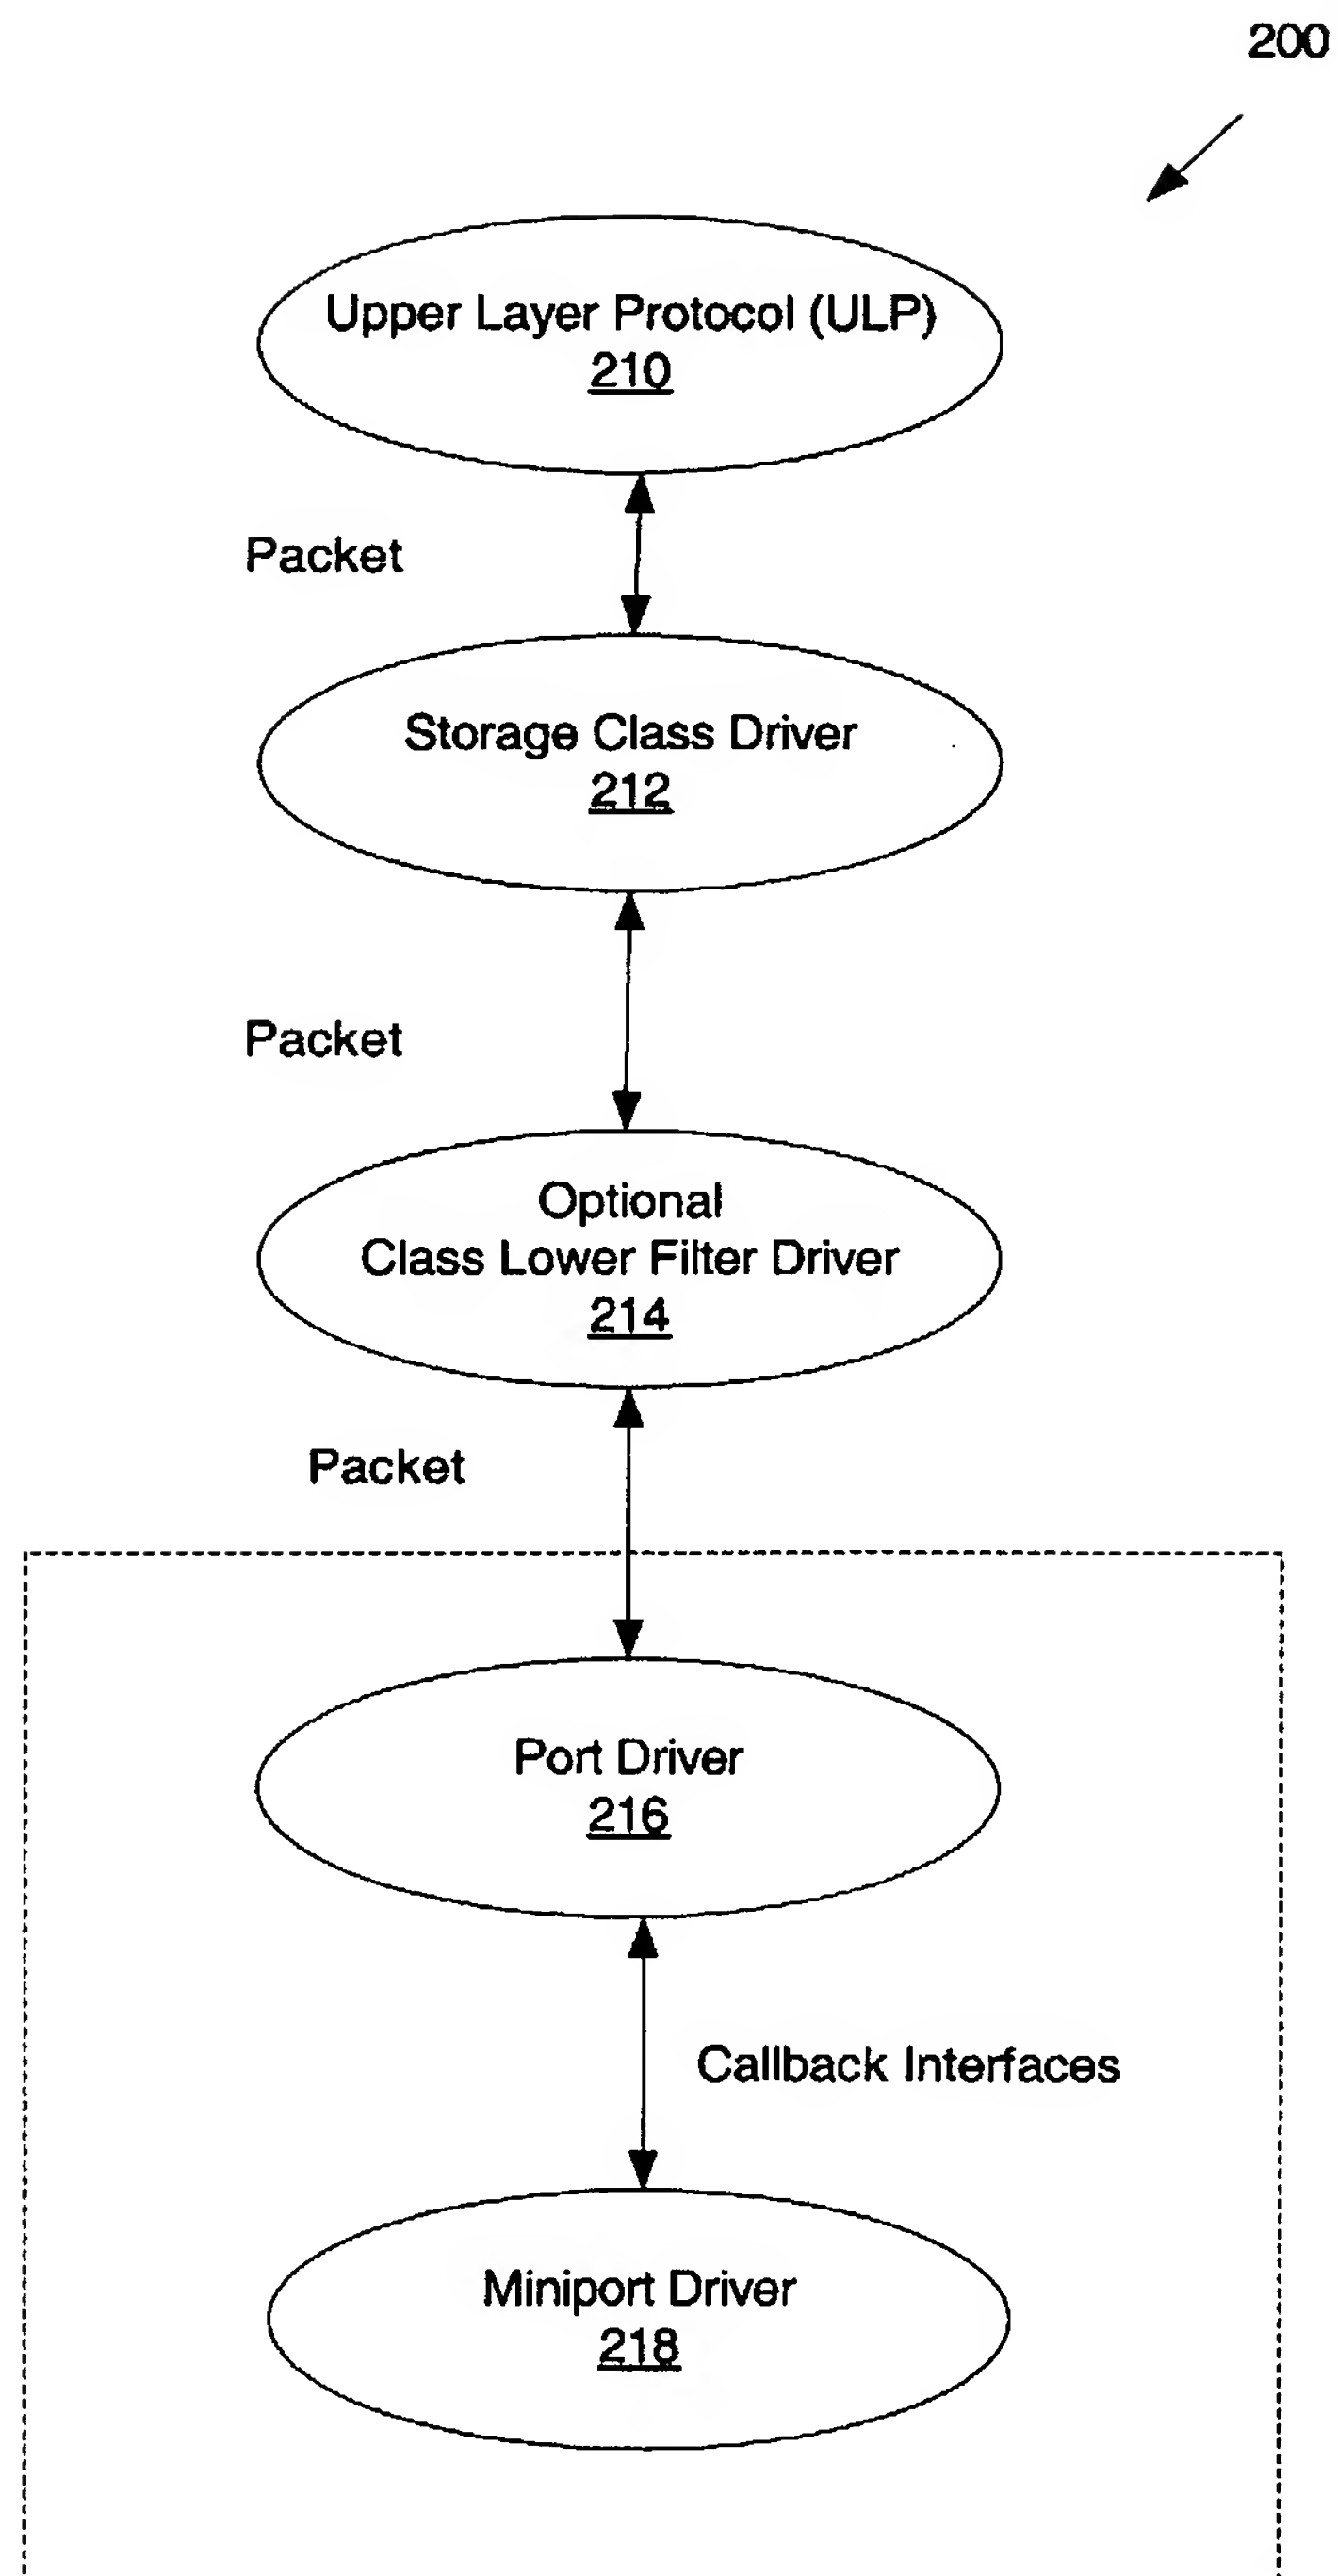 200
Upper Layer Protocol (ULP)
210
Packet
Storage Class Driver
212
Packet
Optional
Class Lower Filter Driver
214
Packet
Port Driver
216
Callback Interfaces
Miniport Driver
218